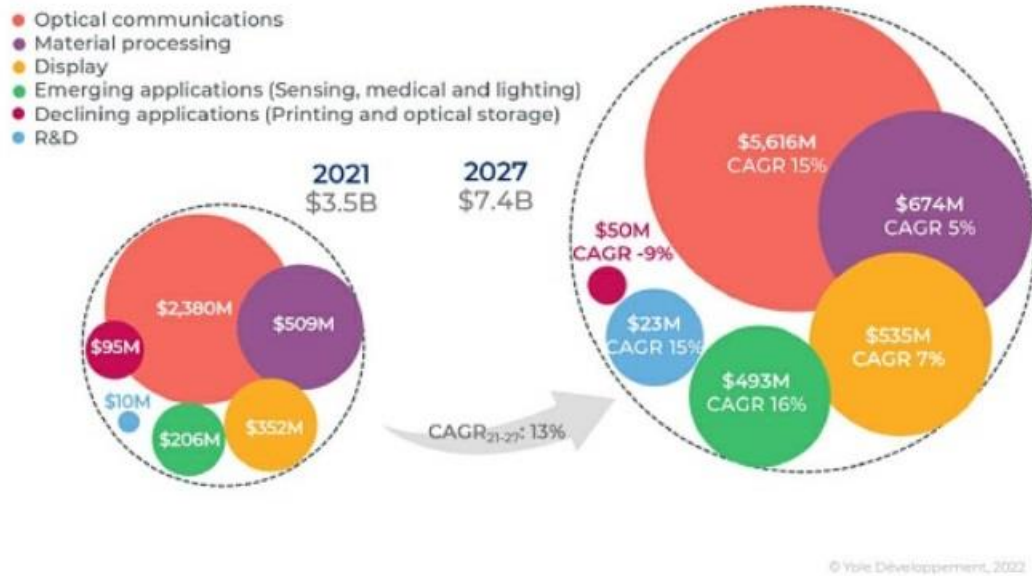 Optical communications
Material processing
Display
Emerging applications (Sensing, medical and lighting)
Declining applications (Printing and optical storage)
R&D
2021
$3.5B
2027
$7.4B
$2,380M
$509M
$95M
$10M
$206M
$352M
CAGR21-27: 13%
$5,616M
CAGR 15%
$674M
CAGR 5%
$50M
CAGR -9%
$23M
CAGR 15%
$535M
CAGR 7%
$493M
CAGR 16%
© Yole Développement, 2022